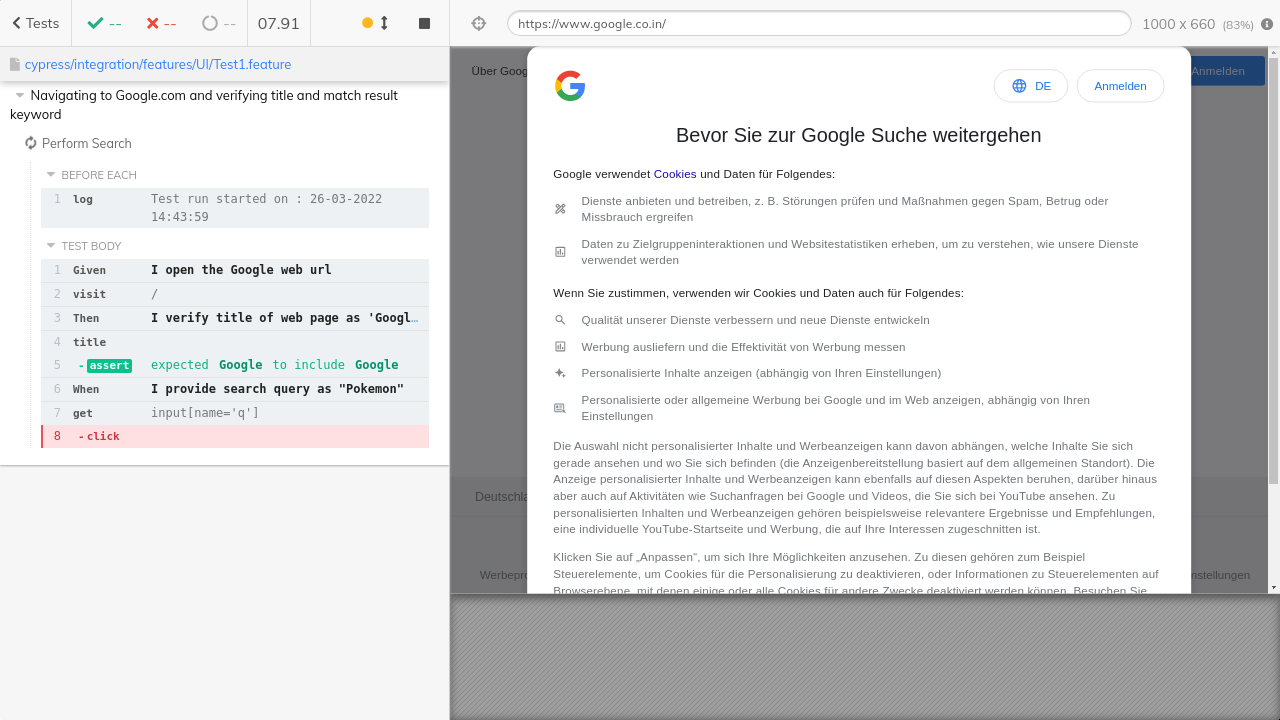 Tests
--
--
--
07.91
https://www.google.co.in/
1000 x 660 (83%)
cypress/integration/features/UI/Test1.feature
Navigating to Google.com and verifying title and march result keyword
Perform Search
BEFORE EACH
1 log Test run started on : 26-03-2022
14:43:59
TEST BODY
1 Given I open the Google web url
2 visit /
3 Then I verify title of web page as 'Googl…
4 title
5 -assert expected Google to include Google
6 When I provide search query as "Pokemon"
7 get input[name='q']
8 -click
Über Goog
Anmelden
DE
Anmelden
Bevor Sie zur Google Suche weitergehen
Google verwendet Cookies und Daten für Folgendes:
Dienste anbieten und betreiben, z. B. Störungen prüfen und Maßnahmen gegen Spam, Betrug oder
Missbrauch ergreifen
Daten zu Zielgruppeninteraktionen und Websitestatistiken erheben, um zu verstehen, wie unsere Dienste
verwendet werden
Wenn Sie zustimmen, verwenden wir Cookies und Daten auch für Folgendes:
Qualität unserer Dienste verbessern und neue Dienste entwickeln
Werbung ausliefern und die Effektivität von Werbung messen
Personalisierte Inhalte anzeigen (abhängig von Ihren Einstellungen)
Personalisierte oder allgemeine Werbung bei Google und im Web anzeigen, abhängig von Ihren
Einstellungen
Die Auswahl nicht personalisierter Inhalte und Werbeanzeigen kann davon abhängen, welche Inhalte Sie sich
gerade ansehen und wo Sie sich befinden (die Anzeigenbereitstellung basiert auf dem allgemeinen Standort). Die
Anzeige personalisierter Inhalte und Werbeanzeigen kann ebenfalls auf diesen Aspekten beruhen, darüber hinaus
aber auch auf Aktivitäten wie Suchanfragen bei Google und Videos, die Sie sich bei YouTube ansehen. Zu
personalisierten Inhalten und Werbeanzeigen gehören beispielsweise relevantere Ergebnisse und Empfehlungen,
eine individuelle YouTube-Startseite und Werbung, die auf Ihre Interessen zugeschnitten ist.
Klicken Sie auf „Anpassen“, um sich Ihre Möglichkeiten anzusehen. Zu diesen gehören zum Beispiel
Steuerelemente, um Cookies für die Personalisierung zu deaktivieren, oder Informationen zu Steuerelementen auf
Browserebene, mit denen einige oder alle Cookies für andere Zwecke deaktiviert werden können. Besuchen Sie
Deutschla
Werbepro
nstellungen